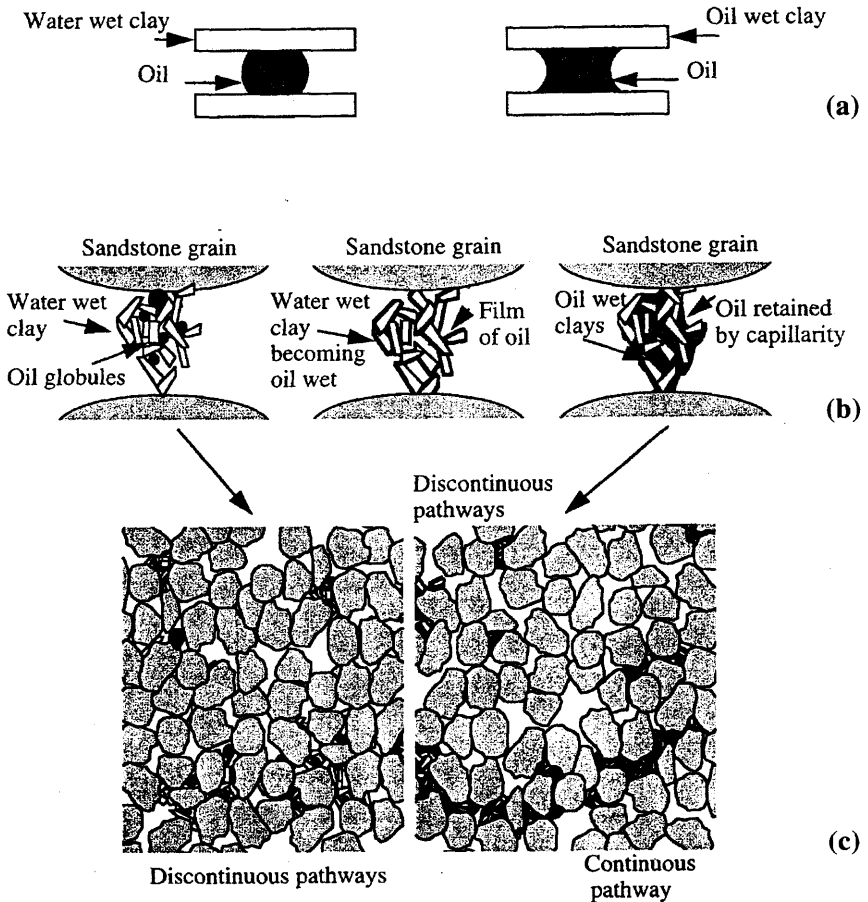 Water wet clay
Oil
Oil wet clay
Oil
(a)
Sandstone grain
Sandstone grain
Sandstone grain
Water wet
clay
Oil globules
Water wet
clay
becoming
oil wet
Film
of oil
Oil wet
clays
Oil retained
by capillarity
(b)
Discontinuous
pathways
Discontinuous pathways
Continuous
pathway
(c)